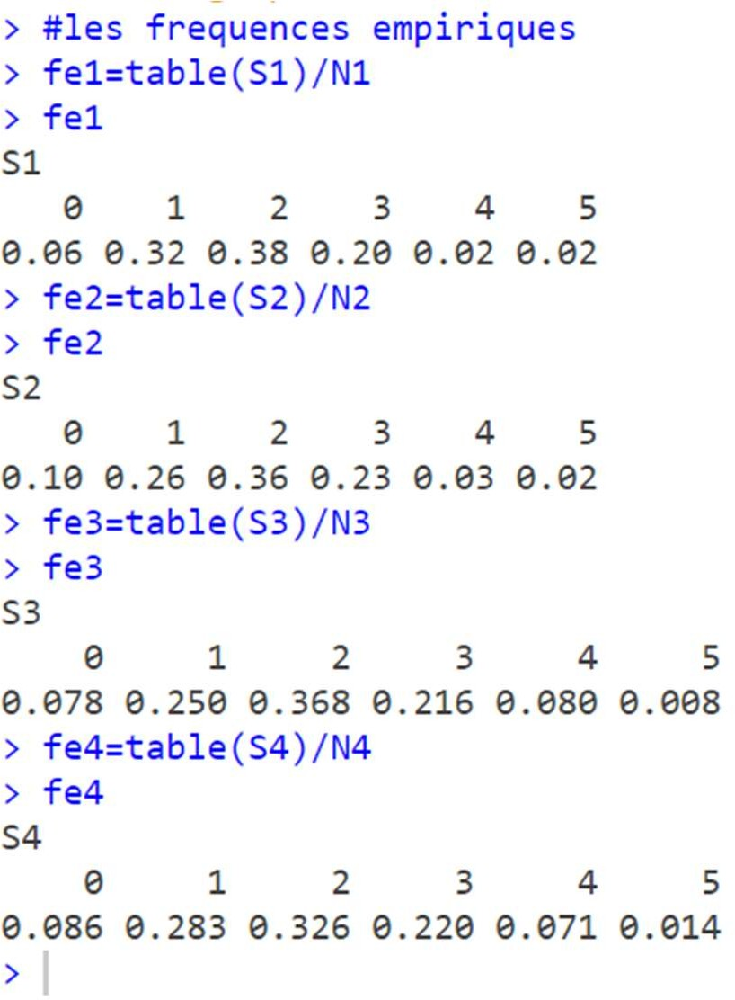 > #les frequences empiriques
> fe1=table(S1)/N1
> fe1
S1
   0    1    2    3    4    5
0.06 0.32 0.38 0.20 0.02 0.02
> fe2=table(S2)/N2
> fe2
S2
   0    1    2    3    4    5
0.10 0.26 0.36 0.23 0.03 0.02
> fe3=table(S3)/N3
> fe3
S3
    0     1     2     3     4     5
0.078 0.250 0.368 0.216 0.080 0.008
> fe4=table(S4)/N4
> fe4
S4
    0     1     2     3     4     5
0.086 0.283 0.326 0.220 0.071 0.014
>